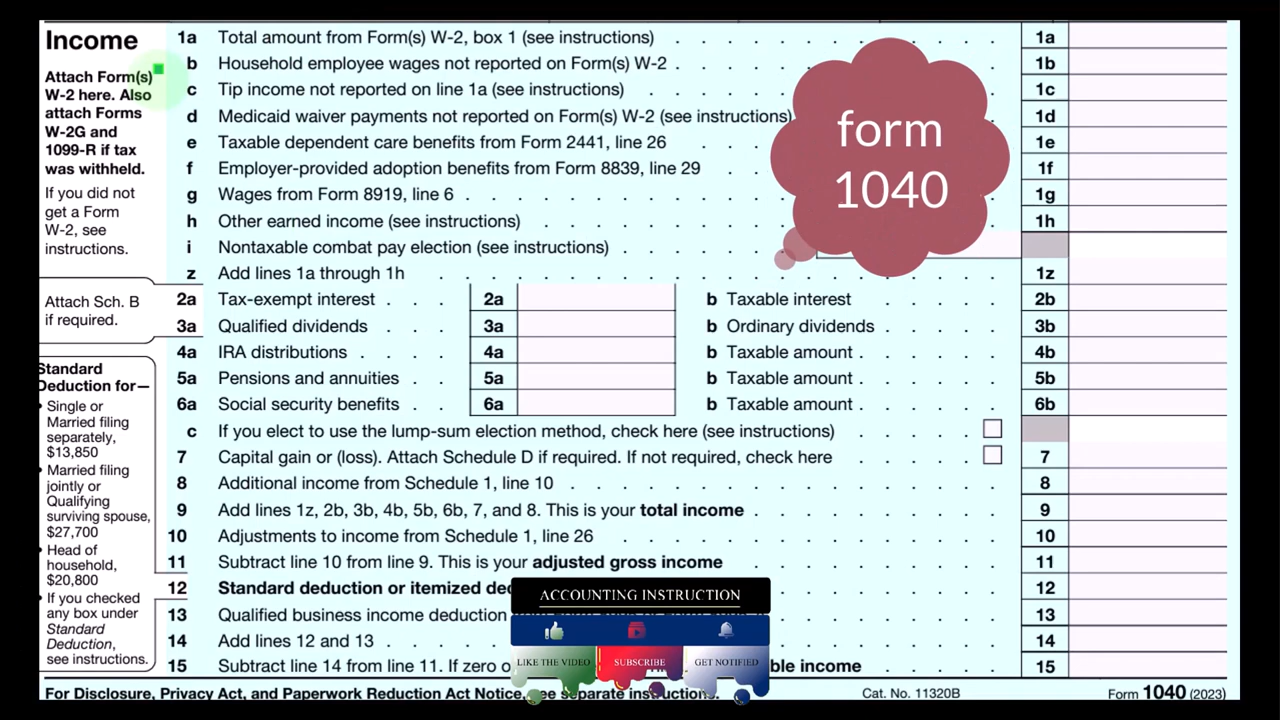 Income
Attach Form(s)
W-2 here. Also
attach Forms
W-2G and
1099-R if tax
was withheld.
If you did not
get a Form
W-2, see
instructions.
Attach Sch. B
if required.
Standard
Deduction for—
• Single or
Married filing
separately,
$13,850
• Married filing
jointly or
Qualifying
surviving spouse,
$27,700
• Head of
household,
$20,800
• If you checked
any box under
Standard
Deduction,
see instructions.
1a Total amount from Form(s) W-2, box 1 (see instructions) 1a
b Household employee wages not reported on Form(s) W-2 1b
c Tip income not reported on line 1a (see instructions) 1c
d Medicaid waiver payments not reported on Form(s) W-2 (see instructions) 1d
e Taxable dependent care benefits from Form 2441, line 26 1e
f Employer-provided adoption benefits from Form 8839, line 29 1f
g Wages from Form 8919, line 6 1g
h Other earned income (see instructions) 1h
i Nontaxable combat pay election (see instructions)
z Add lines 1a through 1h 1z
2a Tax-exempt interest 2a b Taxable interest 2b
3a Qualified dividends 3a b Ordinary dividends 3b
4a IRA distributions 4a b Taxable amount 4b
5a Pensions and annuities 5a b Taxable amount 5b
6a Social security benefits 6a b Taxable amount 6b
c If you elect to use the lump-sum election method, check here (see instructions)
7 Capital gain or (loss). Attach Schedule D if required. If not required, check here 7
8 Additional income from Schedule 1, line 10 8
9 Add lines 1z, 2b, 3b, 4b, 5b, 6b, 7, and 8. This is your total income 9
10 Adjustments to income from Schedule 1, line 26 10
11 Subtract line 10 from line 9. This is your adjusted gross income 11
12 Standard deduction or itemized 12
13 Qualified business income deduction 13
14 Add lines 12 and 13 14
15 Subtract line 14 from line 11. If zero income 15
form
1040
ACCOUNTING INSTRUCTION
LIKE THE VIDEO SUBSCRIBE GET NOTIFIED
For Disclosure, Privacy Act, and Paperwork Reduction Act Notice, see separate instructions. Cat. No. 11320B Form 1040 (2023)